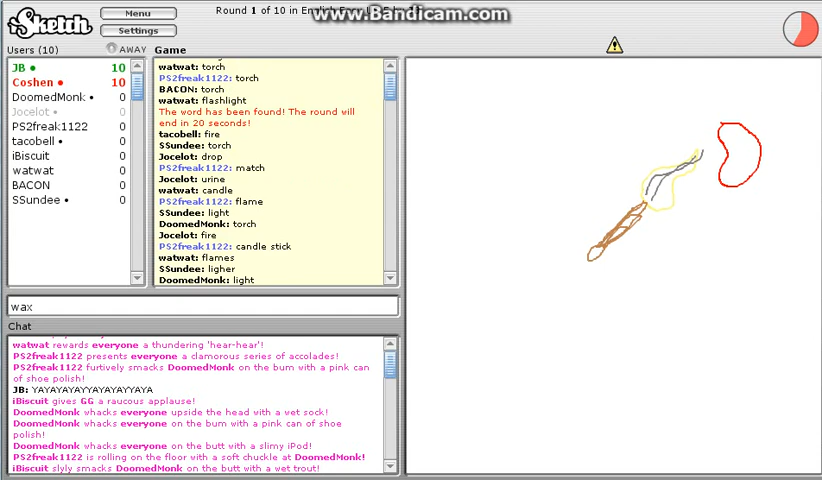 Round 1 of 10 in English
www.Bandicam.com
iSketch
Menu
Settings
Users (10)
AWAY
Game
JB • 10
Coshen • 10
DoomedMonk • 0
Jocelot • 0
PS2freak1122 0
tacobell • 0
iBiscuit 0
watwat 0
BACON 0
SSundee • 0
watwat: torch
PS2freak1122: torch
BACON: torch
watwat: flashlight
The word has been found! The round will
end in 20 seconds!
tacobell: fire
SSundee: torch
Jocelot: drop
PS2freak1122: match
Jocelot: urine
watwat: candle
PS2freak1122: flame
SSundee: light
DoomedMonk: torch
Jocelot: fire
PS2freak1122: candle stick
watwat: flames
SSundee: ligher
DoomedMonk: light
wax
Chat
watwat rewards everyone a thundering 'hear-hear'!
PS2freak1122 presents everyone a clamorous series of accolades!
PS2freak1122 furtively smacks DoomedMonk on the bum with a pink can
of shoe polish!
JB: YAYAYAYAYYAYAYAYYAYA
iBiscuit gives GG a raucous applause!
DoomedMonk whacks everyone upside the head with a wet sock!
DoomedMonk whacks everyone on the bum with a pink can of shoe
polish!
DoomedMonk whacks everyone on the butt with a slimy iPod!
PS2freak1122 is rolling on the floor with a soft chuckle at DoomedMonk!
iBiscuit slyly smacks DoomedMonk on the butt with a wet trout!